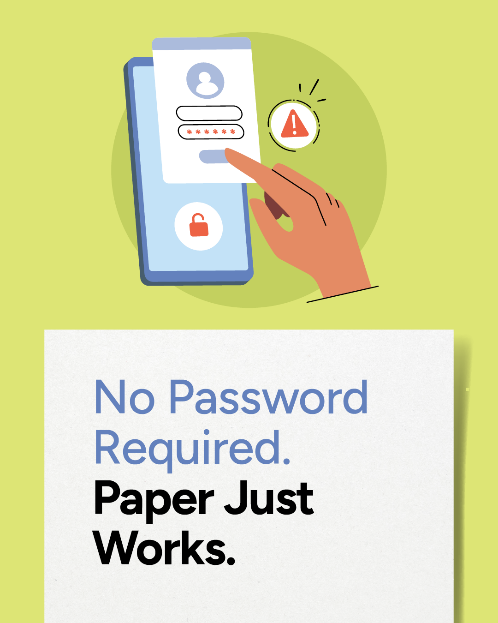 ******
No Password
Required.
Paper Just
Works.